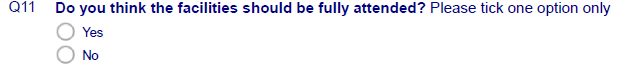 Q11 Do you think the facilities should be fully attended? Please tick one option only
Yes
No